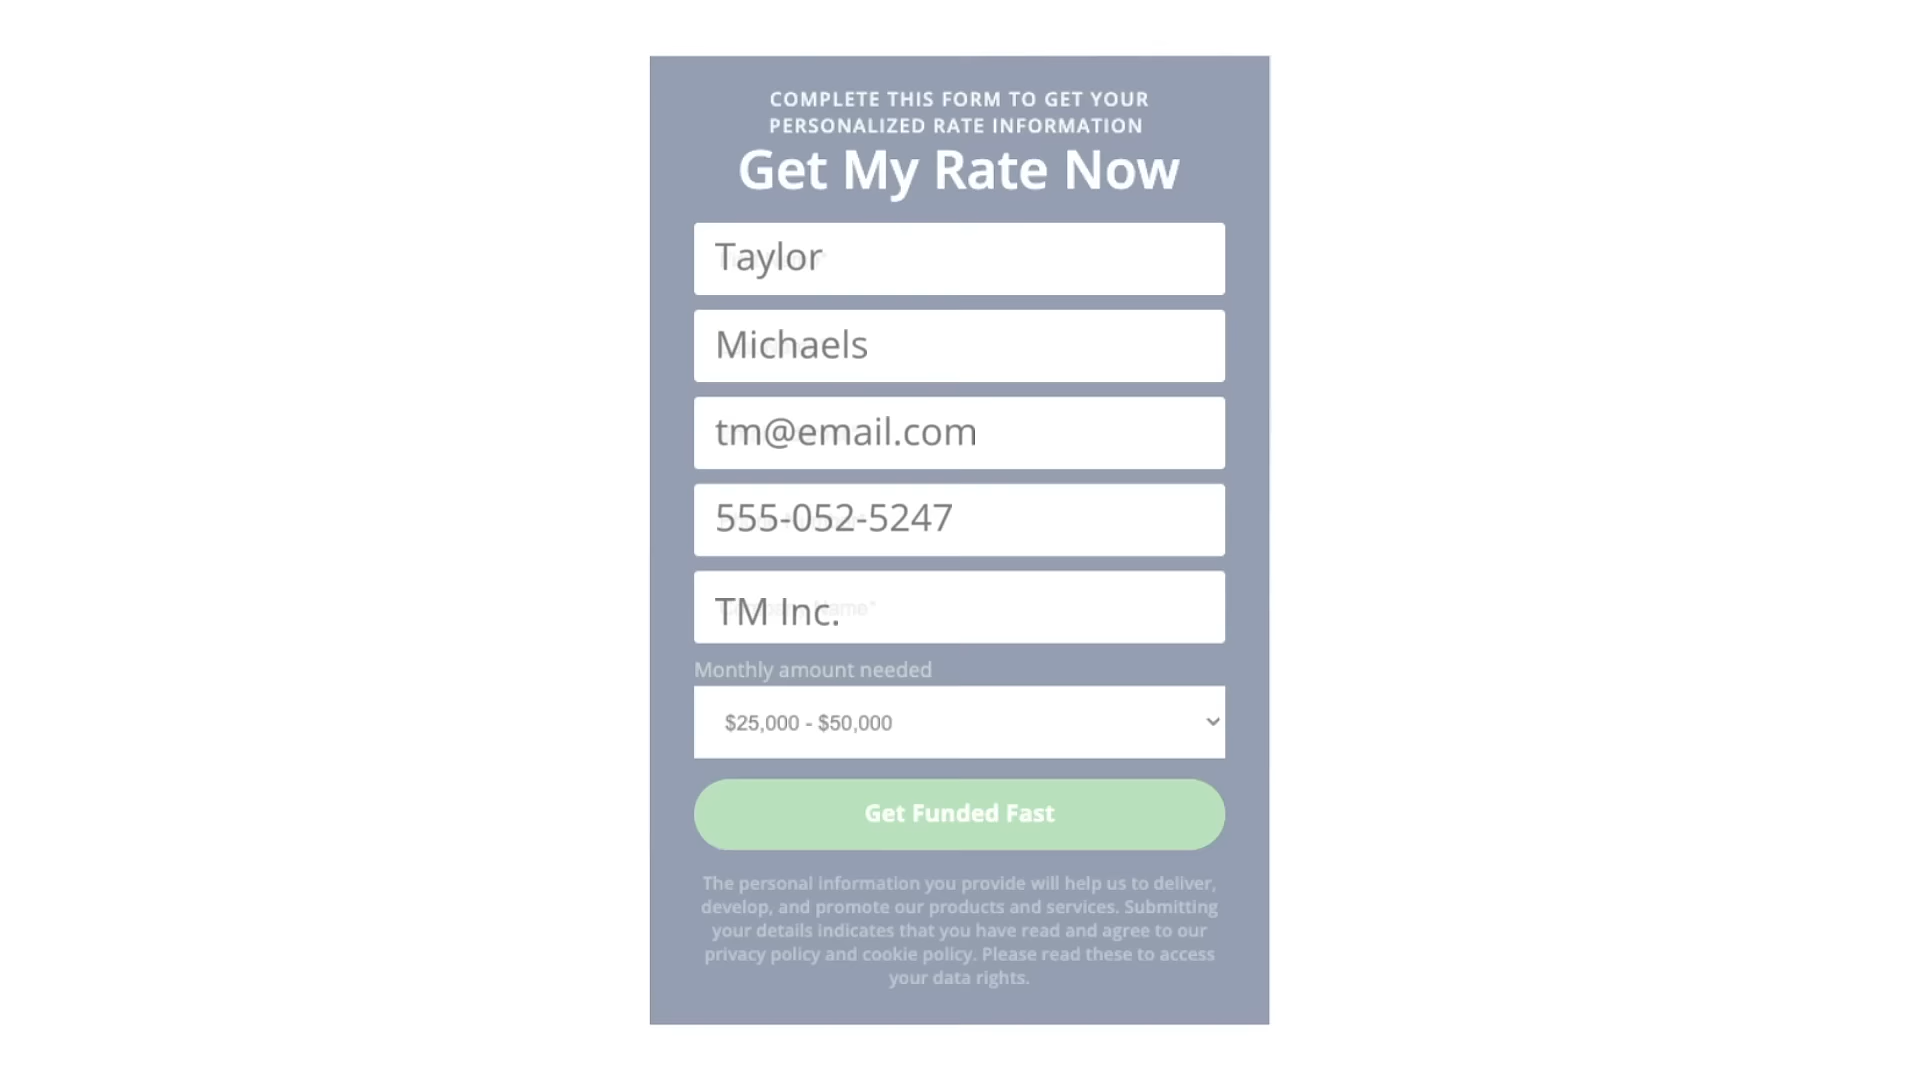 COMPLETE THIS FORM TO GET YOUR
PERSONALIZED RATE INFORMATION
Get My Rate Now
Taylor
Michaels
tm@email.com
555-052-5247
TM Inc.
Monthly amount needed
$25,000 - $50,000
Get Funded Fast
The personal information you provide will help us to deliver,
develop, and promote our products and services. Submitting
your details indicates that you have read and agree to our
privacy policy and cookie policy. Please read these to access
your data rights.